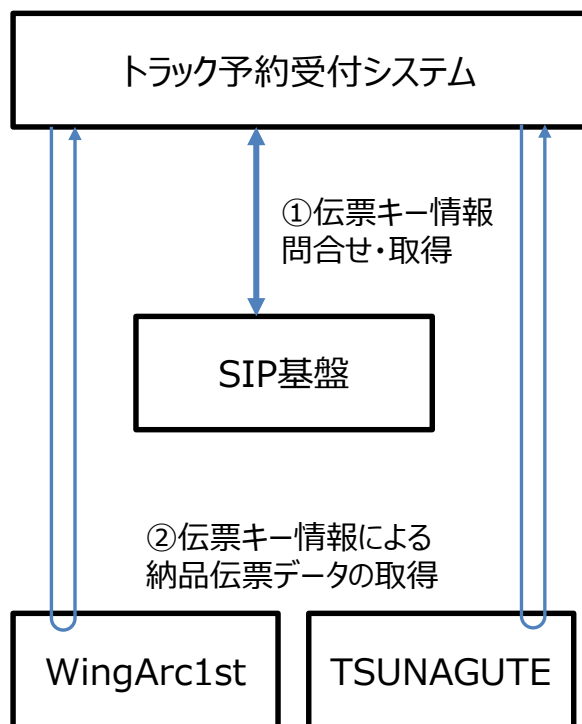 トラック予約受付システム
①伝票キー情報
問合せ・取得
SIP基盤
②伝票キー情報による
納品伝票データの取得
WingArc1st
TSUNAGUTE